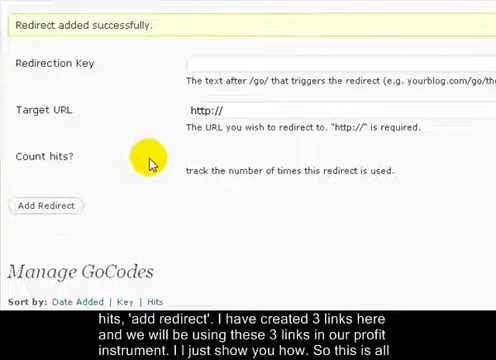 Redirect added successfully.
Redirection Key
The text after /go/ that triggers the redirect (e.g. yourblog.com/go/the
Target URL
http://
The URL you wish to redirect to. "http://" is required.
Count hits?
track the number of times this redirect is used.
Add Redirect
Manage GoCodes
Sort by: Date Added | Key | Hits
hits, 'add redirect'. I have created 3 links here
and we will be using these 3 links in our profit
instrument. I I just show you how. So this is all